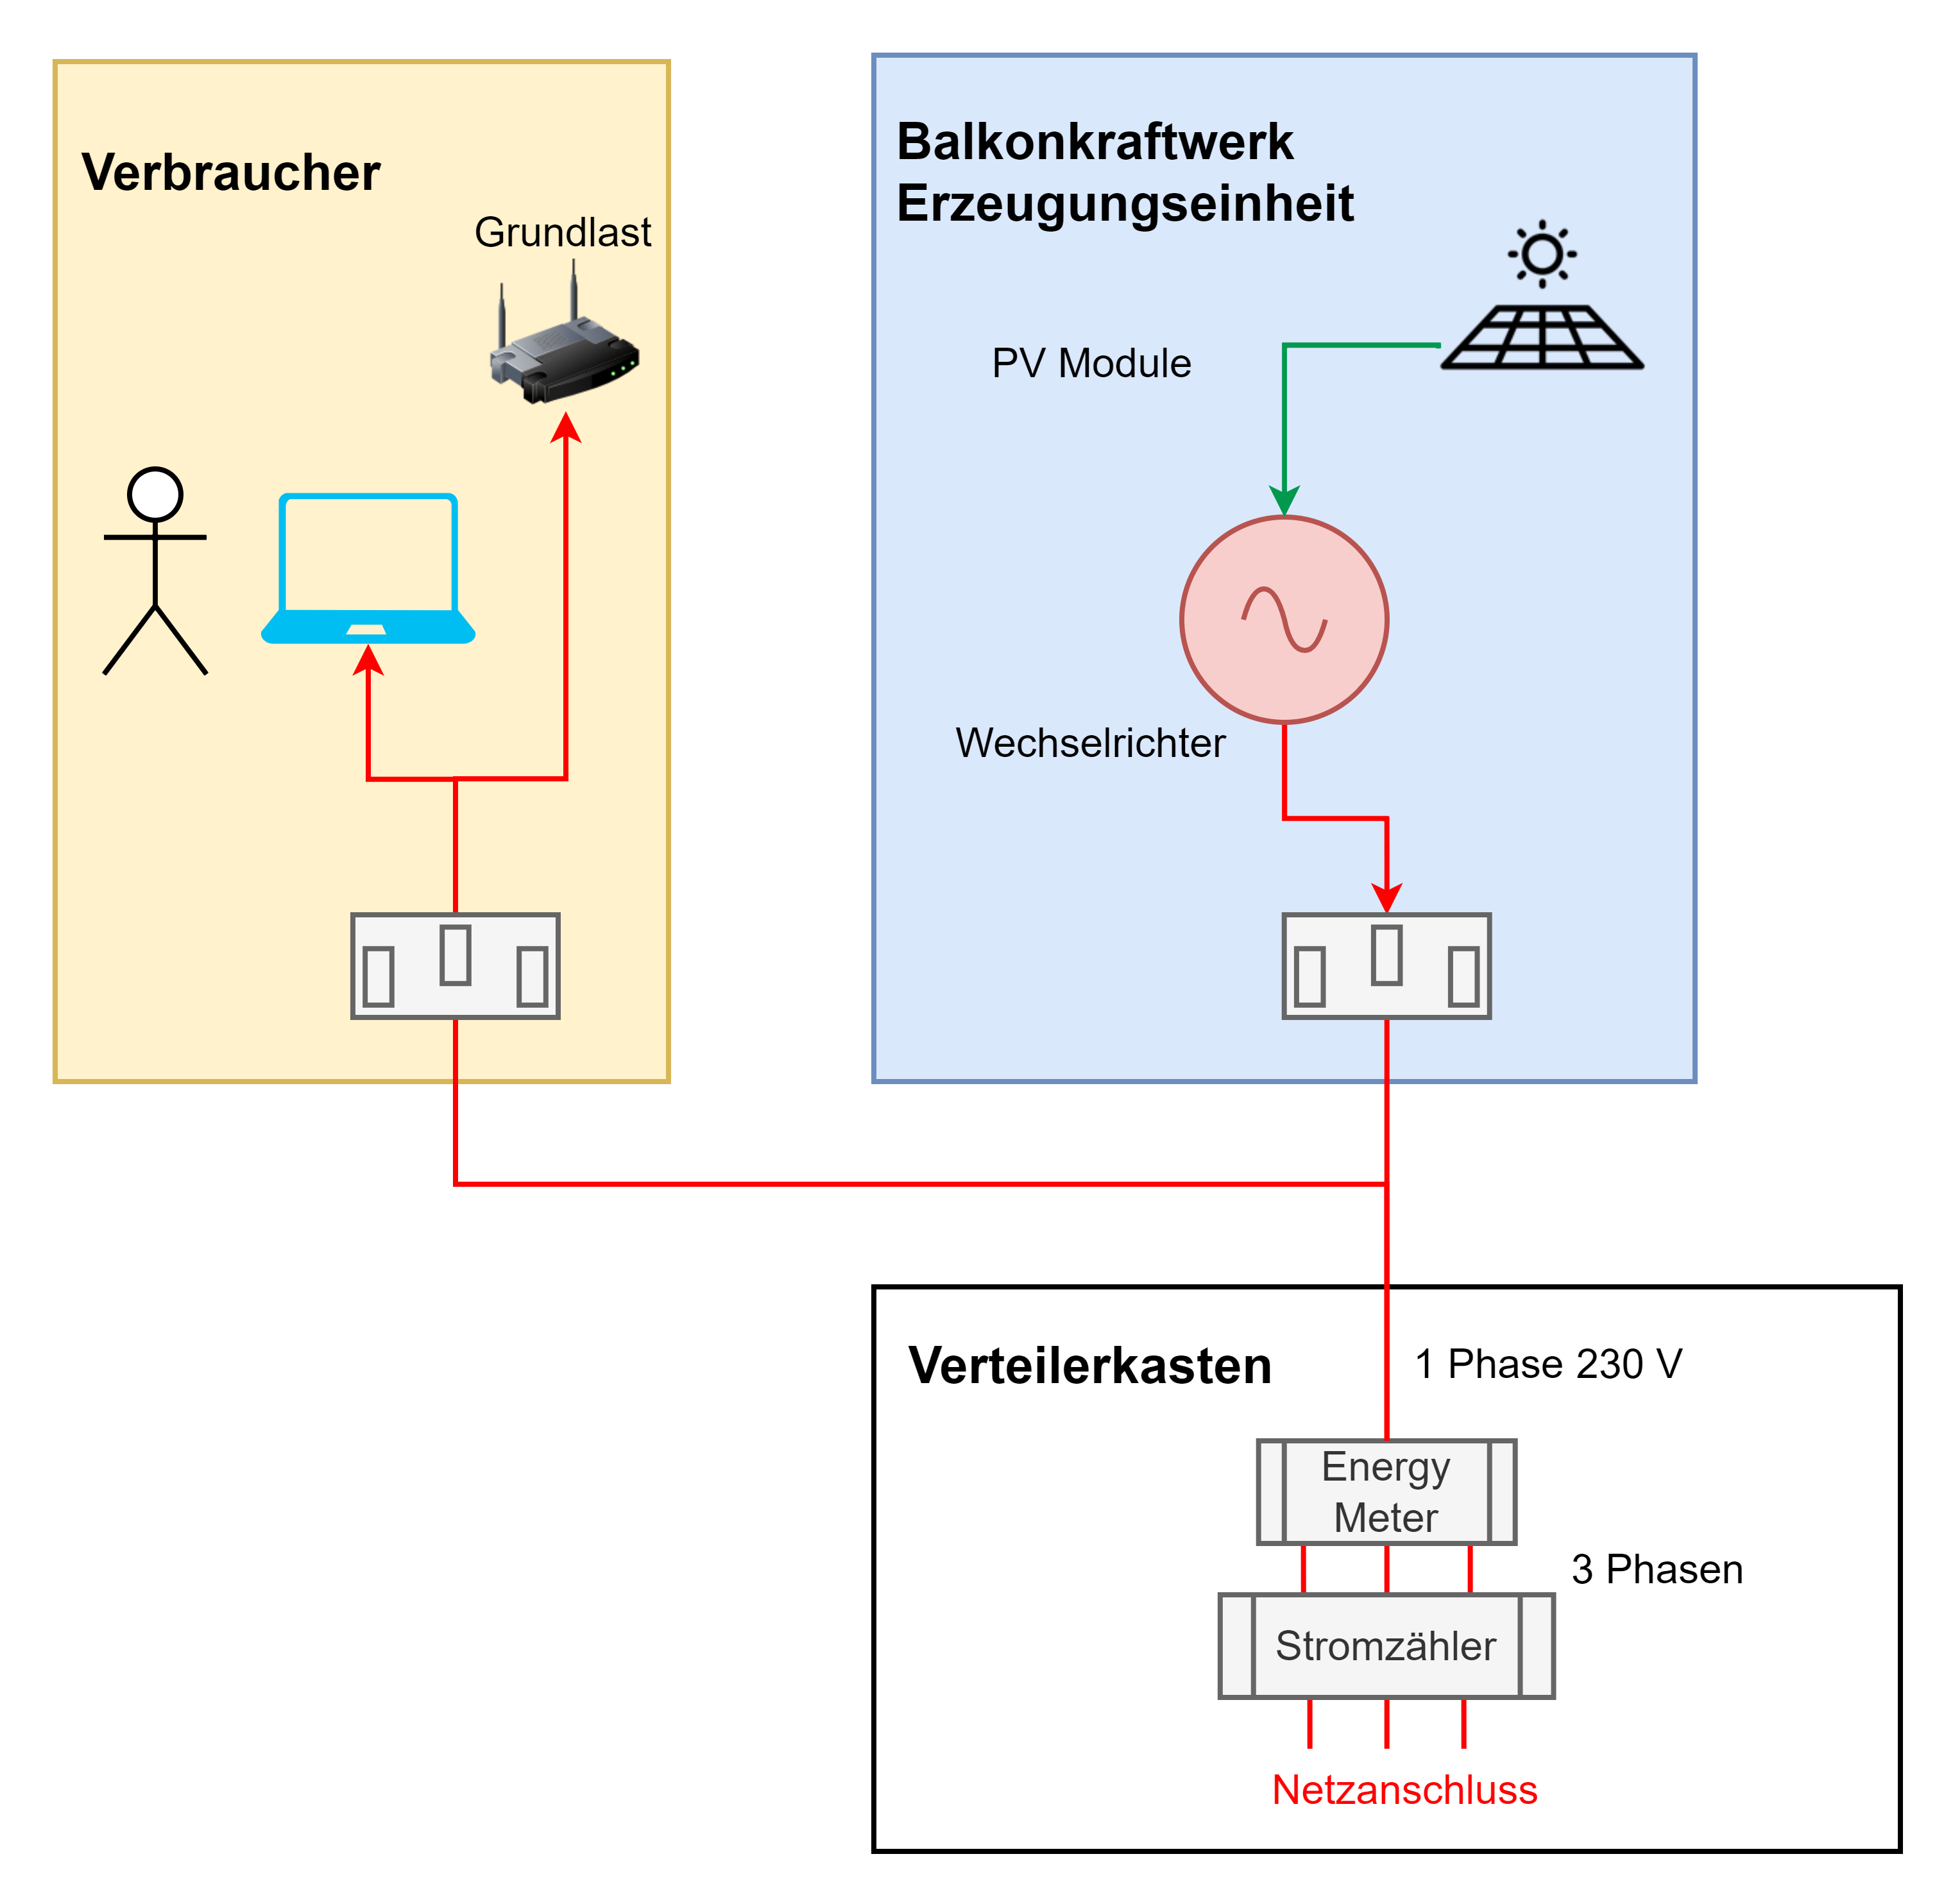 Verbraucher
Grundlast
Balkonkraftwerk
Erzeugungseinheit
PV Module
Wechselrichter
Verteilerkasten
1 Phase 230 V
Energy
Meter
3 Phasen
Stromzähler
Netzanschluss